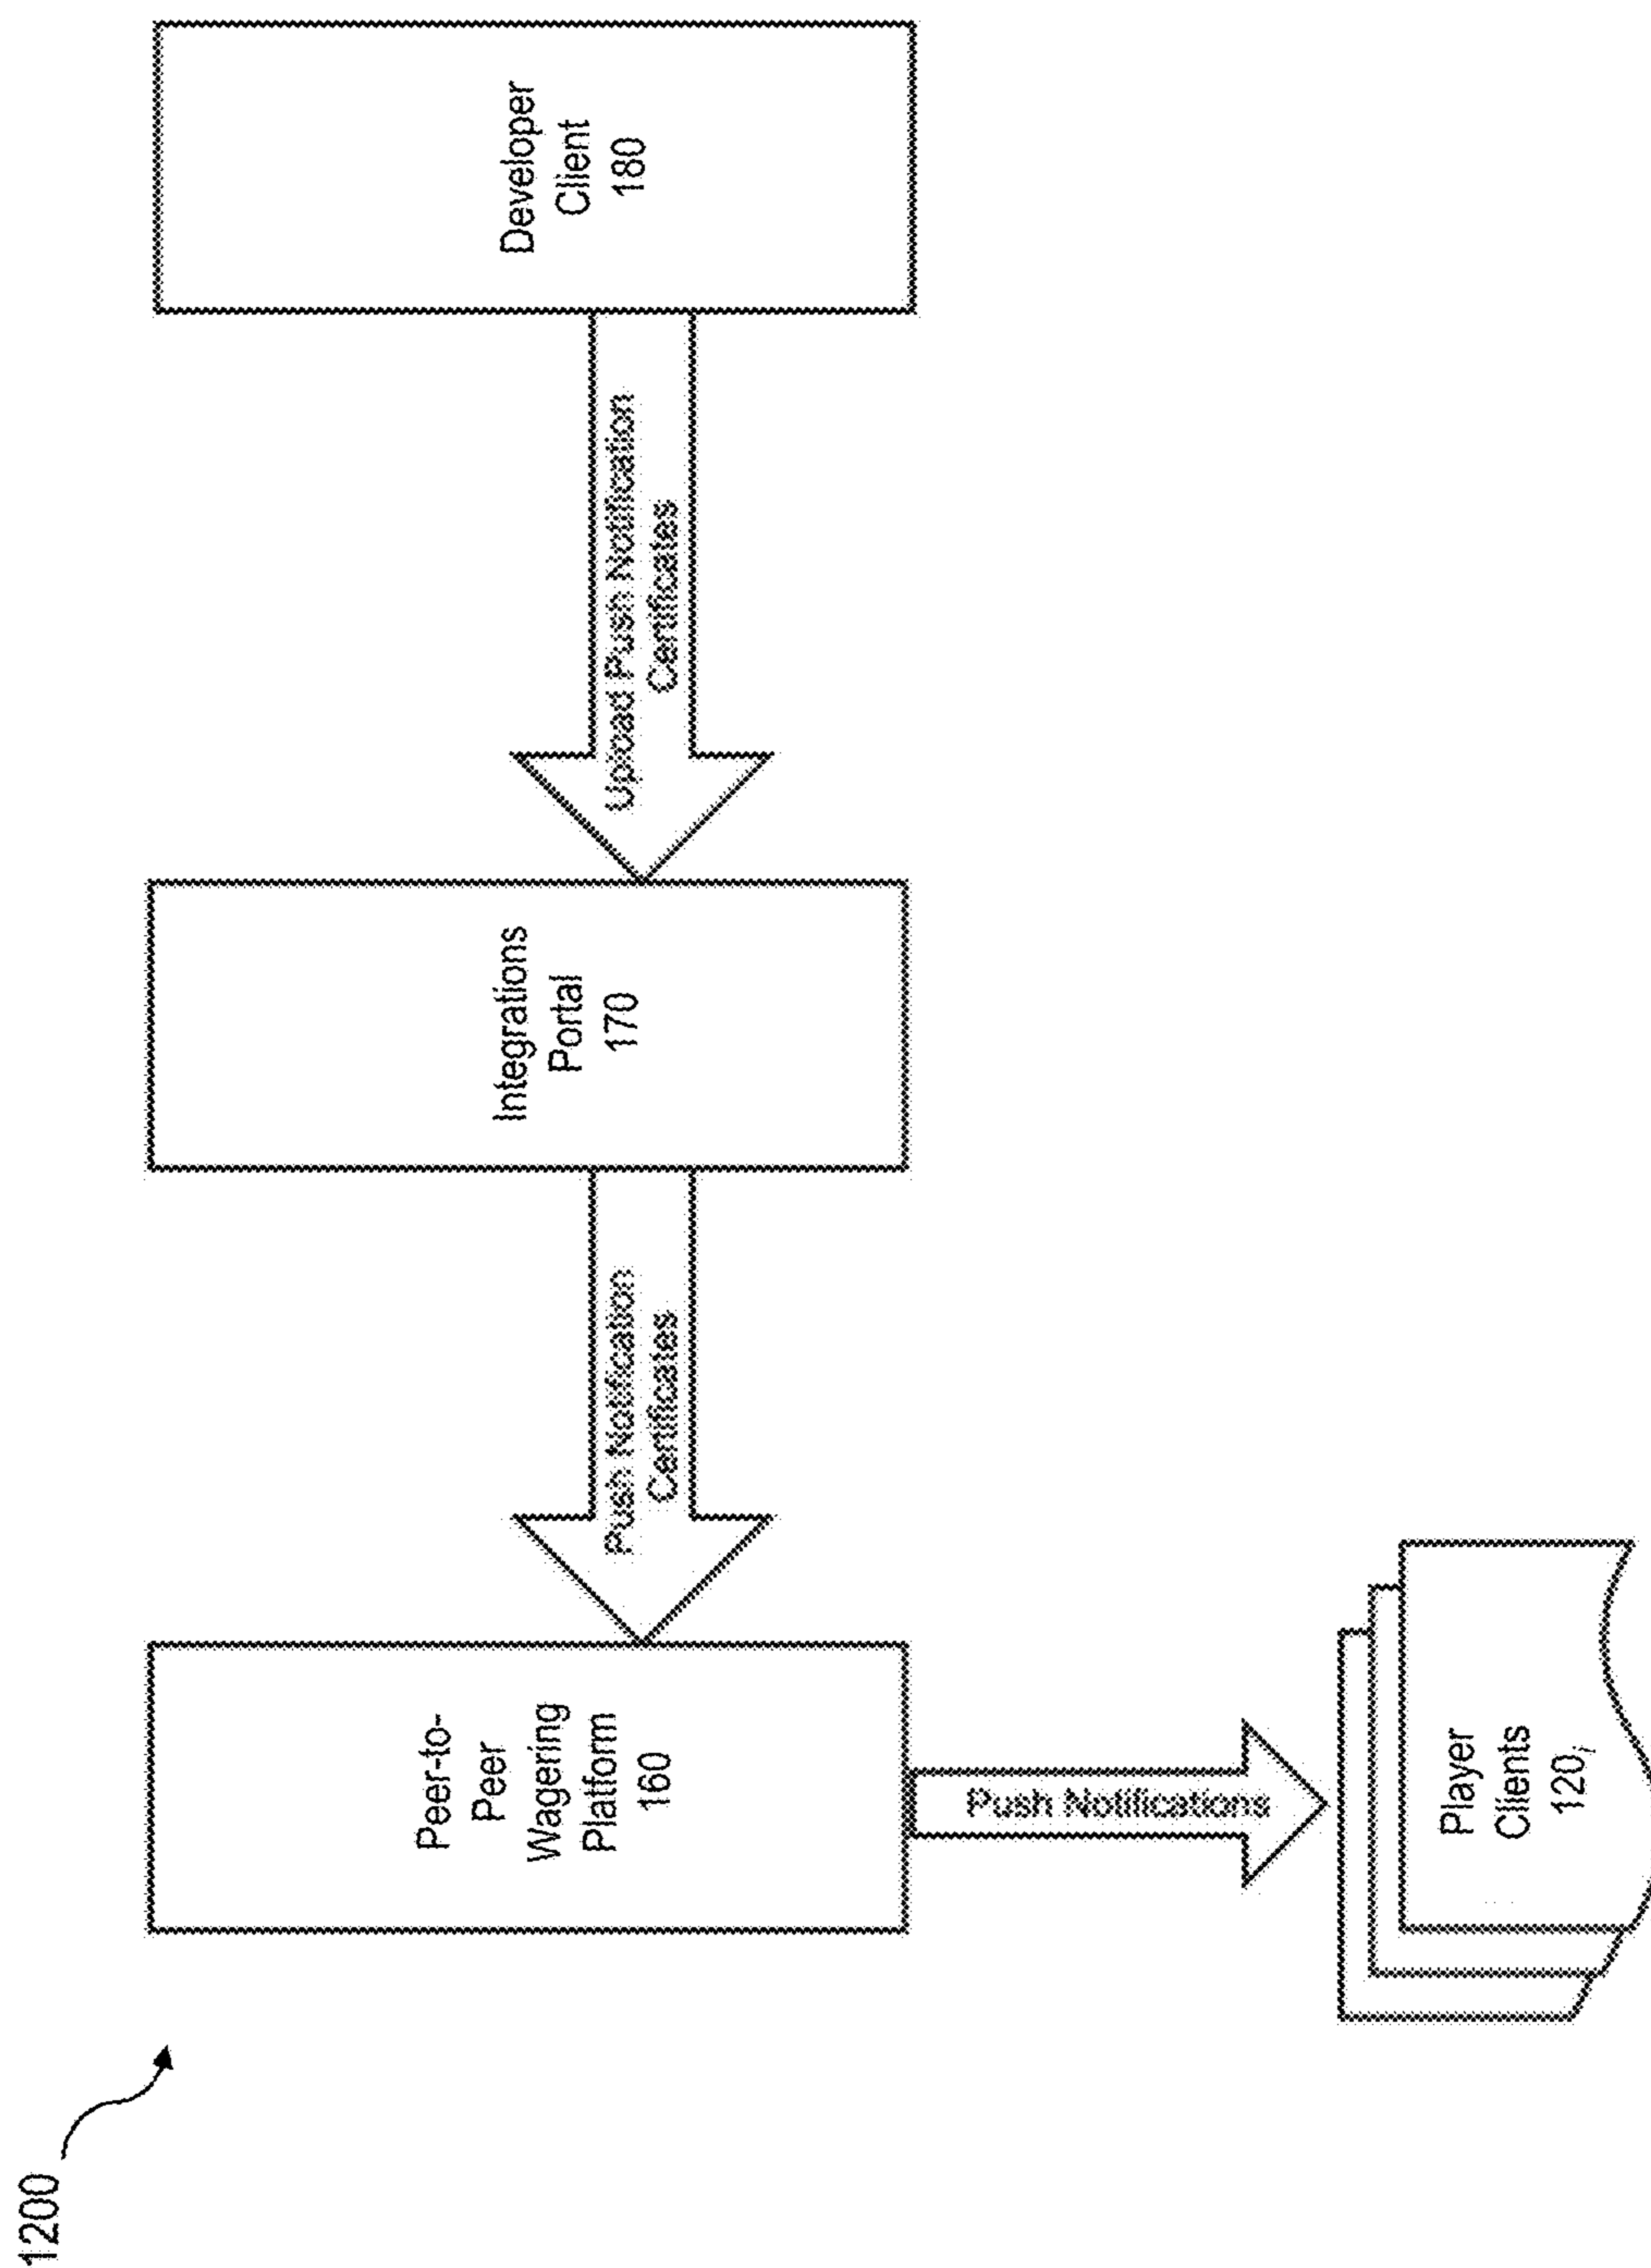 1200
Peer-to-
Peer
Wagering
Platform
160
Push Notification
Certificates
Integrations
Portal
170
Upload Push Notification
Certificates
Developer
Client
180
Push Notifications
Player
Clients
120i